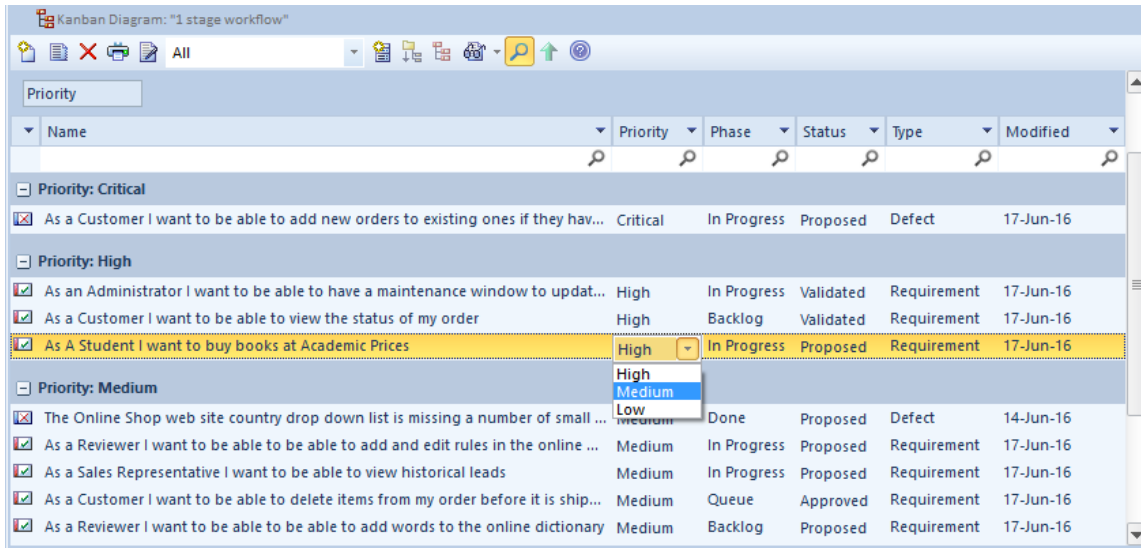 Kanban Diagram: "1 stage workflow"
All
Priority
Name Priority Phase Status Type Modified
Priority: Critical
As a Customer I want to be able to add new orders to existing ones if they hav... Critical In Progress Proposed Defect 17-Jun-16
Priority: High
As an Administrator I want to be able to have a maintenance window to updat... High In Progress Validated Requirement 17-Jun-16
As a Customer I want to be able to view the status of my order High Backlog Validated Requirement 17-Jun-16
As A Student I want to buy books at Academic Prices High In Progress Proposed Requirement 17-Jun-16
High
Priority: Medium
Medium
Low
The Online Shop web site country drop down list is missing a number of small ... Medium Done Proposed Defect 14-Jun-16
As a Reviewer I want to be able to be able to add and edit rules in the online ... Medium In Progress Proposed Requirement 17-Jun-16
As a Sales Representative I want to be able to view historical leads Medium In Progress Proposed Requirement 17-Jun-16
As a Customer I want to be able to delete items from my order before it is ship... Medium Queue Approved Requirement 17-Jun-16
As a Reviewer I want to be able to be able to add words to the online dictionary Medium Backlog Proposed Requirement 17-Jun-16